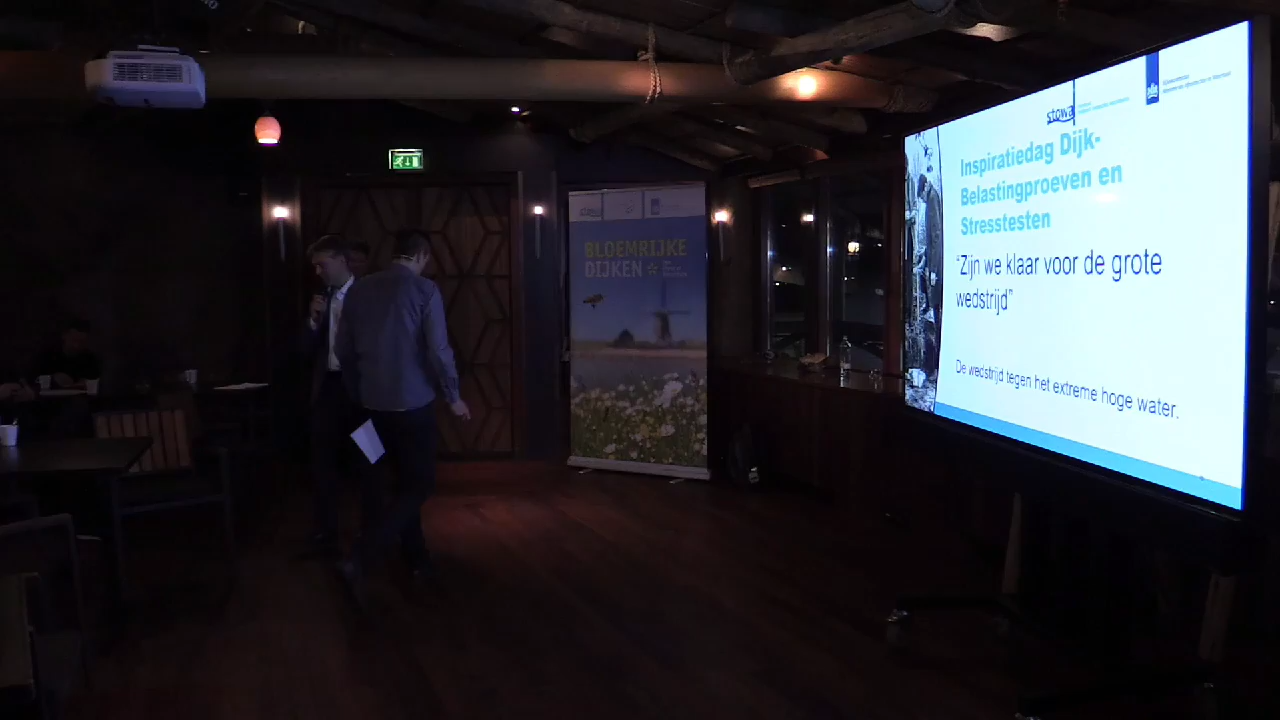 BLOEMRIJKE
DIJKEN
stowa
Inspiratiedag Dijk-
Belastingproeven en
Stresstesten
“Zijn we klaar voor de grote
wedstrijd”
De wedstrijd tegen het extreme hoge water.